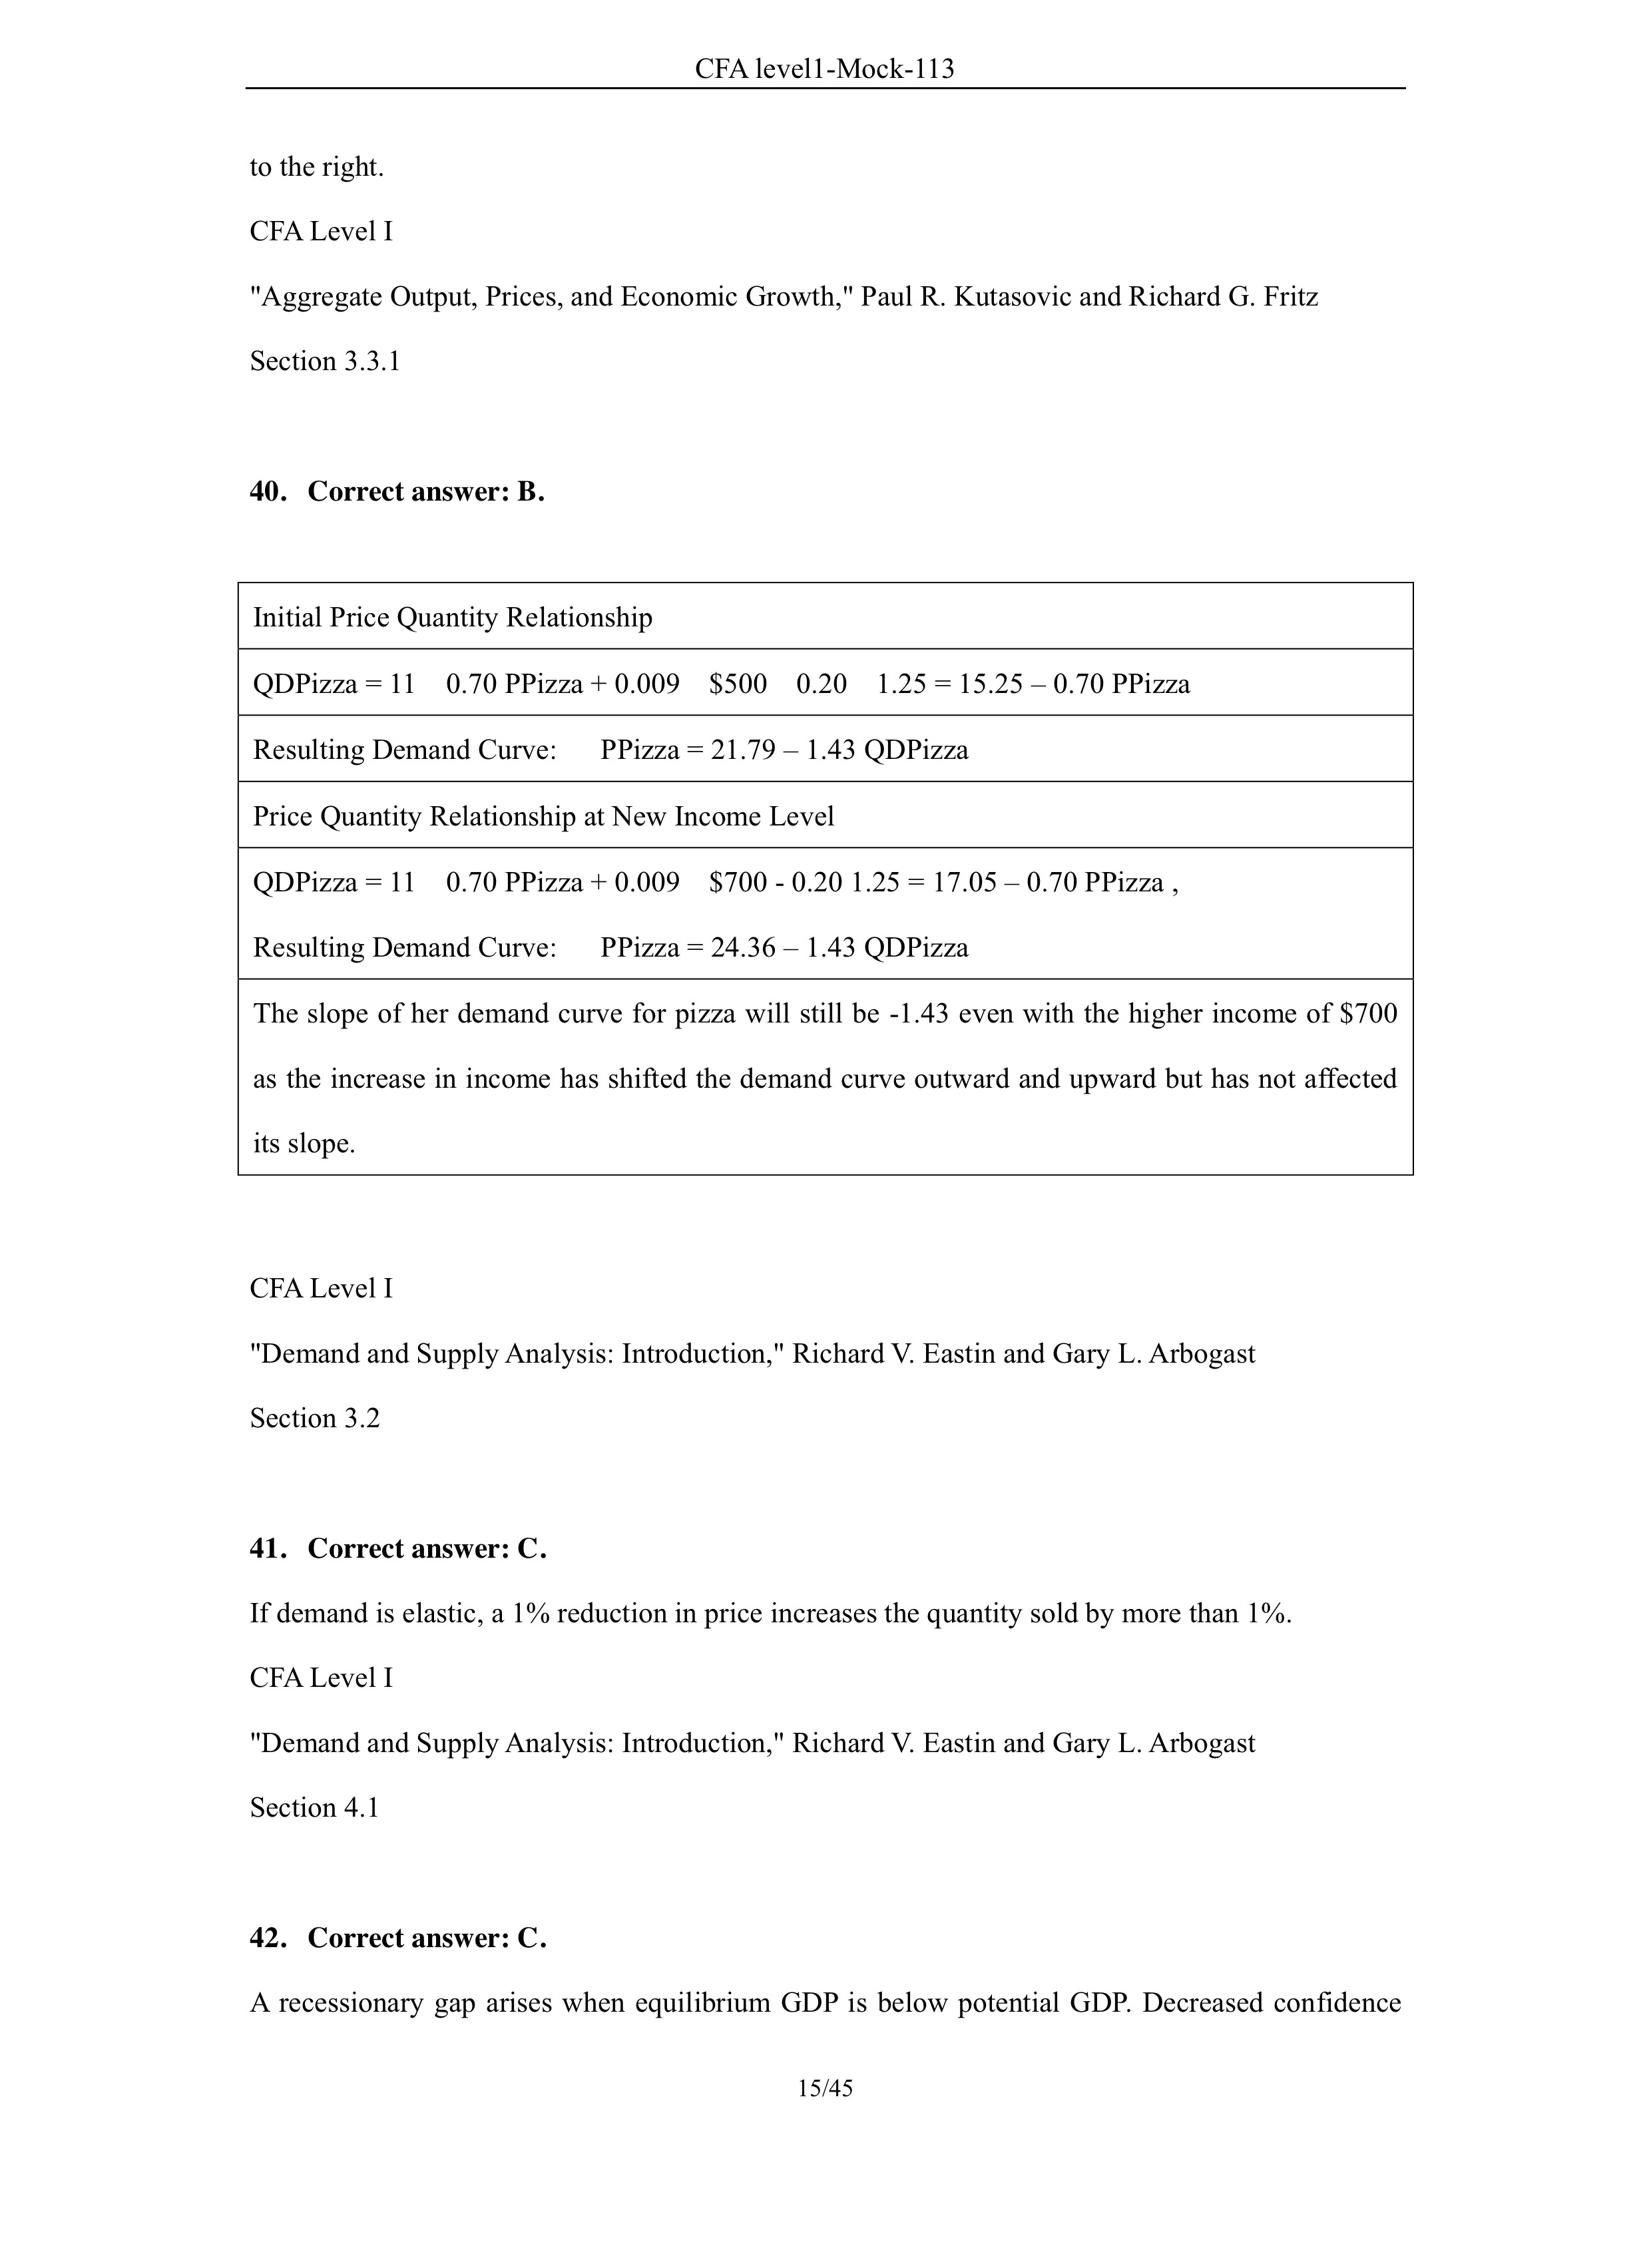 CFA level1-Mock-113
to the right.
CFA Level I
"Aggregate Output, Prices, and Economic Growth," Paul R. Kutasovic and Richard G. Fritz
Section 3.3.1
40. Correct answer: B.
Initial Price Quantity Relationship
QDPizza = 11 0.70 PPizza + 0.009 $500 0.20 1.25 = 15.25 – 0.70 PPizza
Resulting Demand Curve: PPizza = 21.79 – 1.43 QDPizza
Price Quantity Relationship at New Income Level
QDPizza = 11 0.70 PPizza + 0.009 $700 - 0.20 1.25 = 17.05 – 0.70 PPizza ,
Resulting Demand Curve: PPizza = 24.36 – 1.43 QDPizza
The slope of her demand curve for pizza will still be -1.43 even with the higher income of $700
as the increase in income has shifted the demand curve outward and upward but has not affected
its slope.
CFA Level I
"Demand and Supply Analysis: Introduction," Richard V. Eastin and Gary L. Arbogast
Section 3.2
41. Correct answer: C.
If demand is elastic, a 1% reduction in price increases the quantity sold by more than 1%.
CFA Level I
"Demand and Supply Analysis: Introduction," Richard V. Eastin and Gary L. Arbogast
Section 4.1
42. Correct answer: C.
A recessionary gap arises when equilibrium GDP is below potential GDP. Decreased confidence
15/45